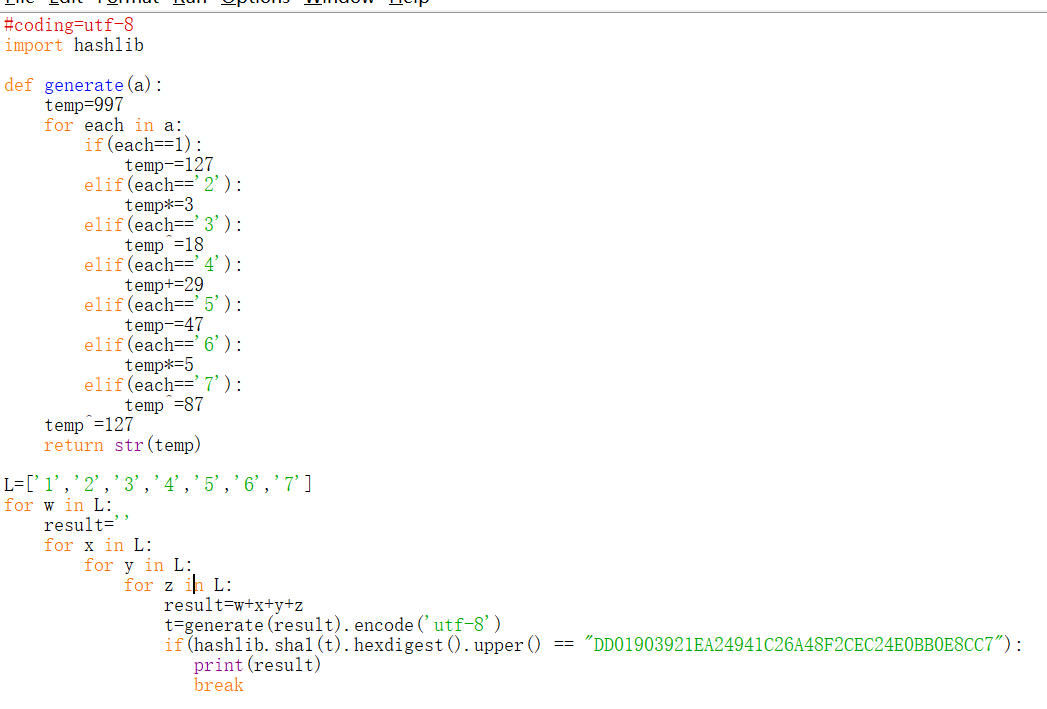 File Edit Format Run Options Window Help
#coding=utf-8
import hashlib
def generate(a):
    temp=997
    for each in a:
        if(each==1):
            temp-=127
        elif(each=='2'):
            temp*=3
        elif(each=='3'):
            temp^=18
        elif(each=='4'):
            temp+=29
        elif(each=='5'):
            temp-=47
        elif(each=='6'):
            temp*=5
        elif(each=='7'):
            temp^=87
    temp^=127
    return str(temp)
L=['1','2','3','4','5','6','7']
for w in L:
    result=''
    for x in L:
        for y in L:
            for z in L:
                result=w+x+y+z
                t=generate(result).encode('utf-8')
                if(hashlib.sha1(t).hexdigest().upper() == "DD01903921EA24941C26A48F2CEC24E0BB0E8CC7"):
                   print(result)
                   break